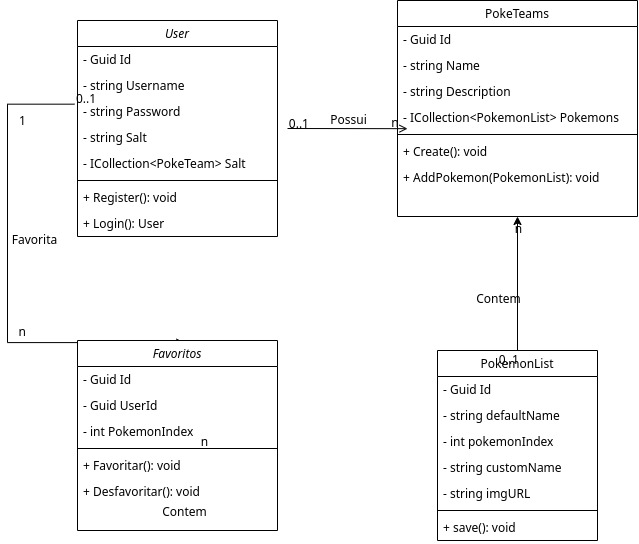 User
- Guid Id
- string Username
- string Password
- string Salt
- ICollection<PokeTeam> Salt
+ Register(): void
+ Login(): User
0..1
1
Favorita
n
0..1
Possui
n
PokeTeams
- Guid Id
- string Name
- string Description
- ICollection<PokemonList> Pokemons
+ Create(): void
+ AddPokemon(PokemonList): void
n
Contem
0..1
Favoritos
- Guid Id
- Guid UserId
- int PokemonIndex
n
+ Favoritar(): void
+ Desfavoritar(): void
Contem
PokemonList
- Guid Id
- string defaultName
- int pokemonIndex
- string customName
- string imgURL
+ save(): void